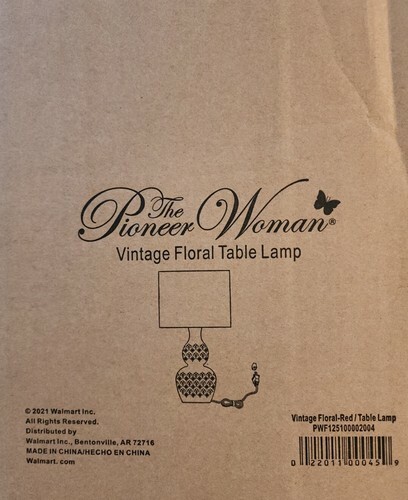 The
Pioneer Woman®
Vintage Floral Table Lamp
© 2021 Walmart Inc.
All Rights Reserved.
Distributed by
Walmart Inc., Bentonville, AR 72716
MADE IN CHINA/HECHO EN CHINA
Walmart. com
Vintage Floral-Red / Table Lamp
PWF125100002004
0 22011 00045 9